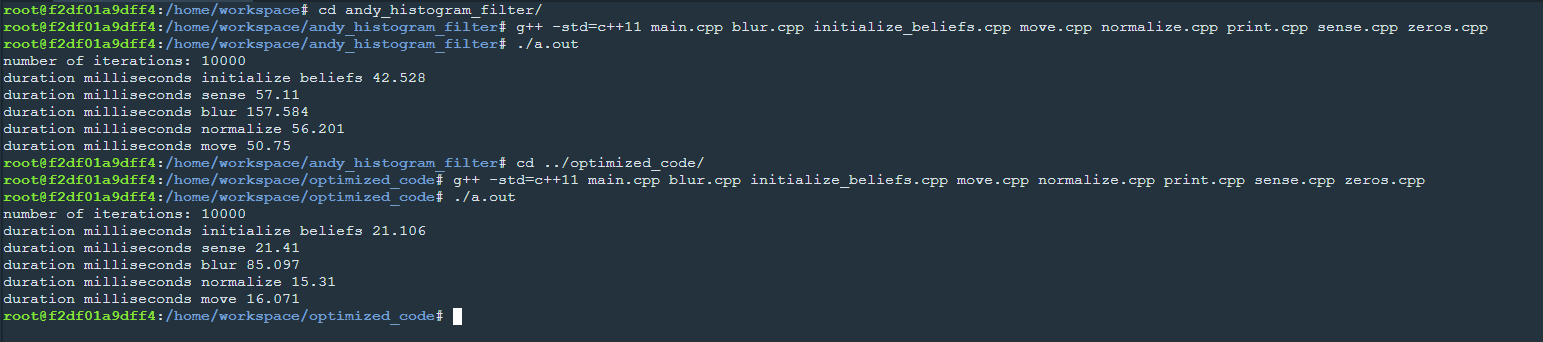 root@f2df01a9dff4:/home/workspace# cd andy_histogram_filter/
root@f2df01a9dff4:/home/workspace/andy_histogram_filter# g++ -std=c++11 main.cpp blur.cpp initialize_beliefs.cpp move.cpp normalize.cpp print.cpp sense.cpp zeros.cpp
root@f2df01a9dff4:/home/workspace/andy_histogram_filter# ./a.out
number of iterations: 10000
duration milliseconds initialize beliefs 42.528
duration milliseconds sense 57.11
duration milliseconds blur 157.584
duration milliseconds normalize 56.201
duration milliseconds move 50.75
root@f2df01a9dff4:/home/workspace/andy_histogram_filter# cd ../optimized_code/
root@f2df01a9dff4:/home/workspace/optimized_code# g++ -std=c++11 main.cpp blur.cpp initialize_beliefs.cpp move.cpp normalize.cpp print.cpp sense.cpp zeros.cpp
root@f2df01a9dff4:/home/workspace/optimized_code# ./a.out
number of iterations: 10000
duration milliseconds initialize beliefs 21.106
duration milliseconds sense 21.41
duration milliseconds blur 85.097
duration milliseconds normalize 15.31
duration milliseconds move 16.071
root@f2df01a9dff4:/home/workspace/optimized_code#